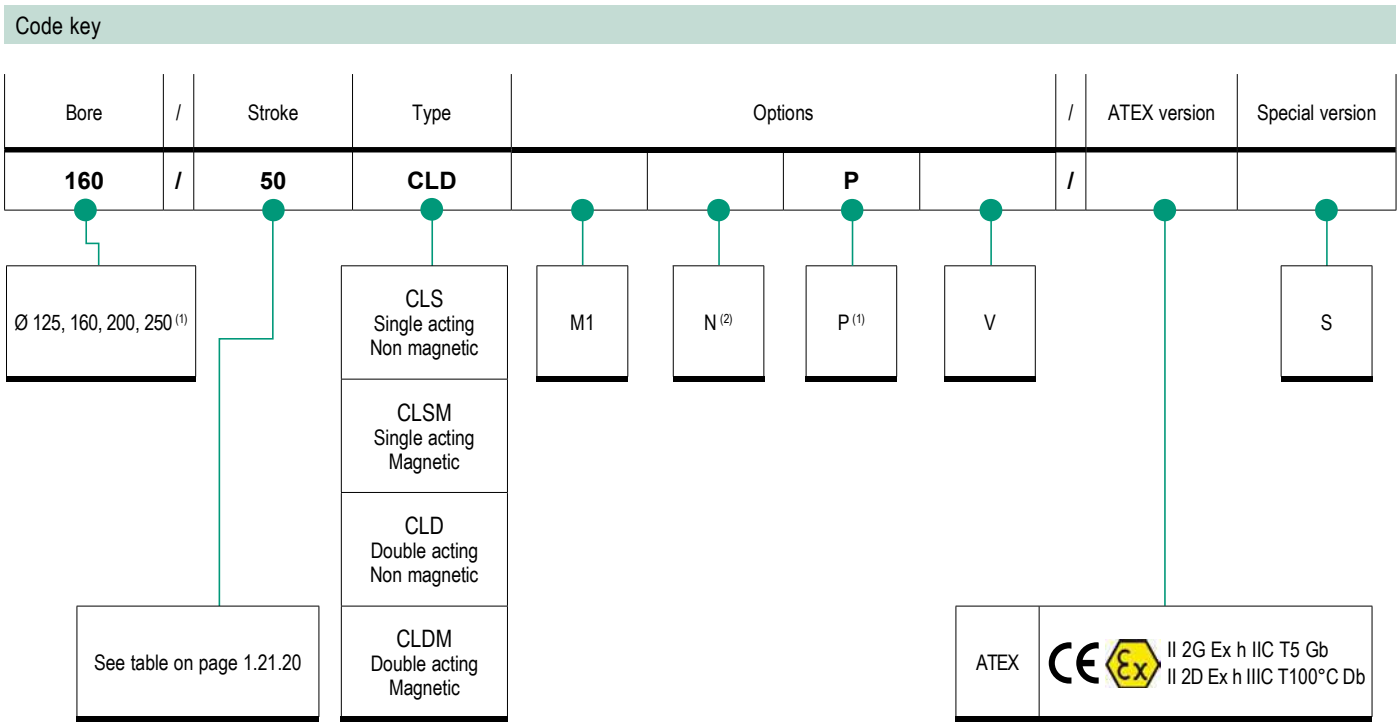 Code key
Bore / Stroke Type Options / ATEX version Special version
160 / 50 CLD P /
Ø 125, 160, 200, 250 (1)
CLS
Single acting
Non magnetic
M1
N (2)
P (1)
V
S
CLSM
Single acting
Magnetic
CLD
Double acting
Non magnetic
CLDM
Double acting
Magnetic
See table on page 1.21.20
ATEX
CE Ex
II 2G Ex h IIC T5 Gb
II 2D Ex h IIIC T100°C Db